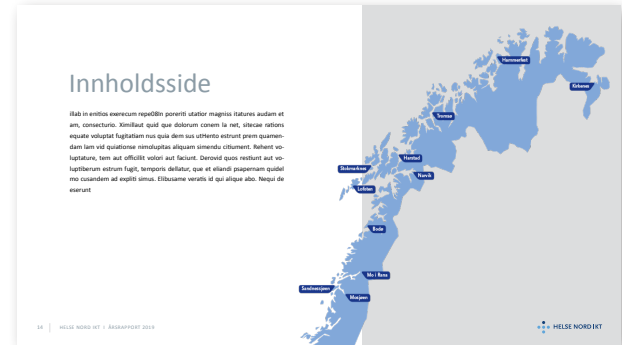 Innholdsside
illab in enitios exerecum repe0Bln poreriti utatior magniss itatures audam et
am, consecturio. Ximillaut quid que dolorum conem la net, sitecae rations
equate voluptat fugitatiam nus quia dem sus utHento estrunt prem quamen-
dam lam vid quiationse nimolupitas aliquam simendu citiument. Rehent vo-
luptature, tem aut officillit volori aut faciunt. Derovid quos restiunt aut vo-
luptiberum estrum fugit, temporis dellatur, que et eliandi psapernam quidel
mo cusandem ad expliti simus. Elibusame veratis id qui alique abo. Nequi de
eserunt
Hammerfest
Kirkenes
Tromsø
Harstad
Stokmarknes
Narvik
Lofoten
Bodø
Mo i Rana
Sandnessjøen
Mosjøen
14 | HELSE NORD IKT | ÅRSRAPPORT 2019
HELSE NORD IKT